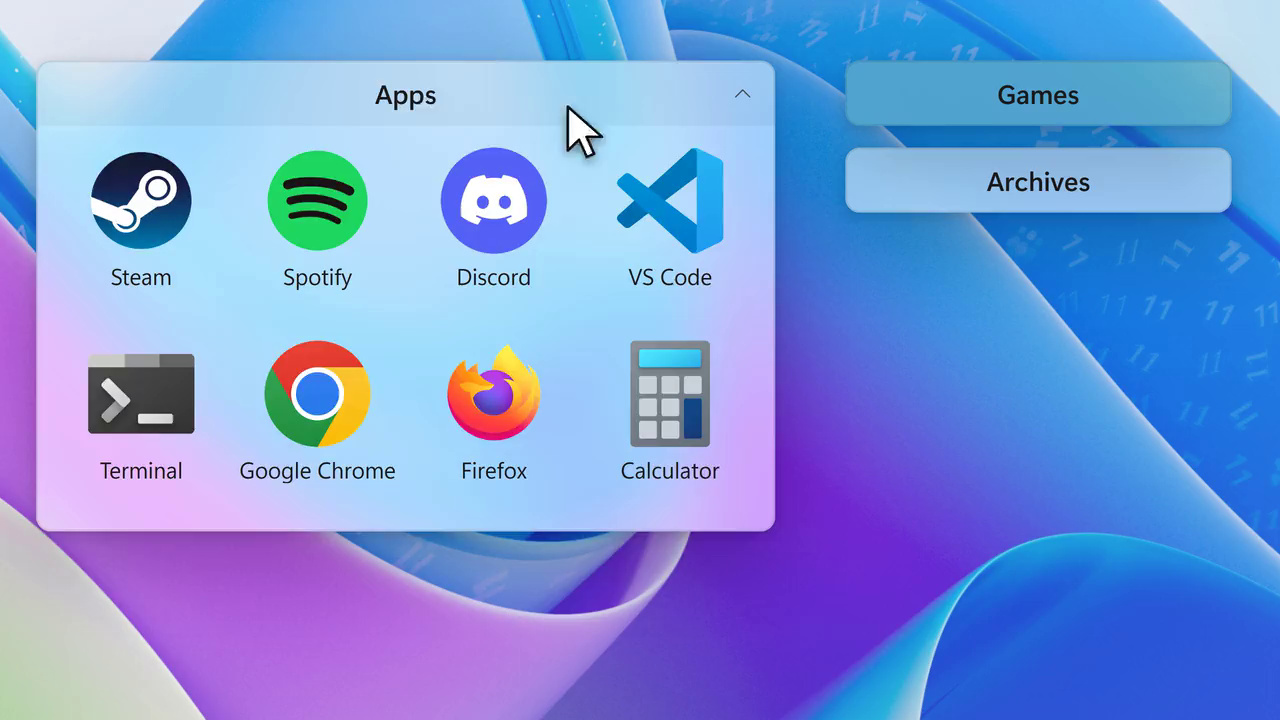 Apps
Games
Archives
Steam
Spotify
Discord
VS Code
Terminal
Google Chrome
Firefox
Calculator